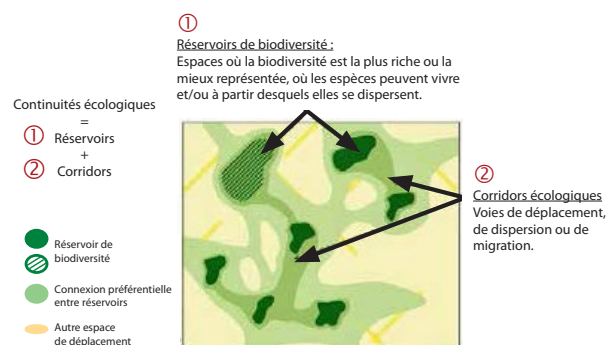 ①
Réservoirs de biodiversité :
Espaces où la biodiversité est la plus riche ou la
mieux représentée, où les espèces peuvent vivre
et/ou à partir desquels elles se dispersent.
Continuités écologiques
=
① Réservoirs
+
② Corridors
②
Corridors écologiques
Voies de déplacement,
de dispersion ou de
migration.
Réservoir de
biodiversité
Connexion préférentielle
entre réservoirs
Autre espace
de déplacement